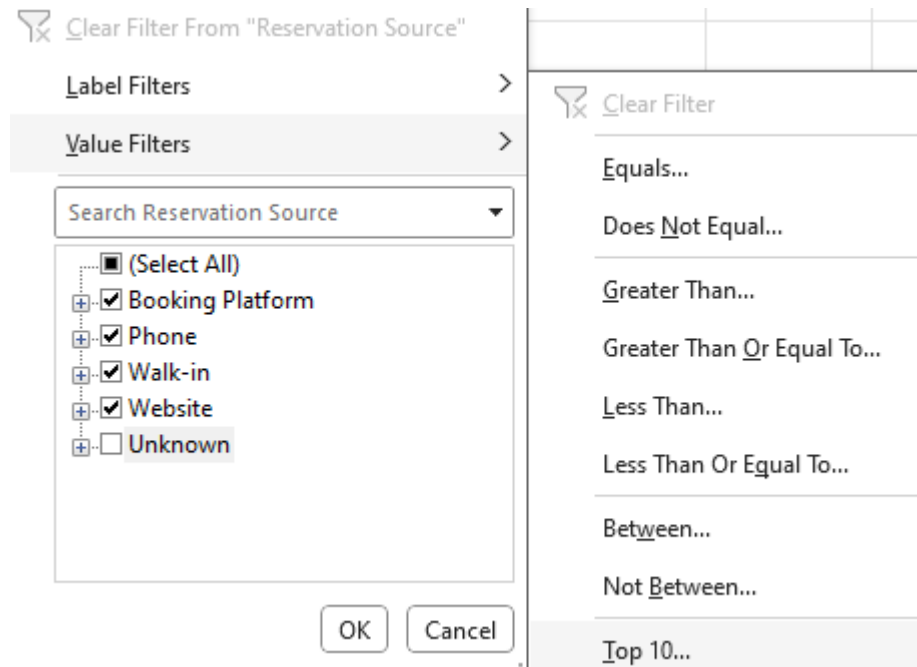 Clear Filter From "Reservation Source"
Label Filters
Value Filters
Search Reservation Source
(Select All)
Booking Platform
Phone
Walk-in
Website
Unknown
OK
Cancel
Clear Filter
Equals...
Does Not Equal...
Greater Than...
Greater Than Or Equal To...
Less Than...
Less Than Or Equal To...
Between...
Not Between...
Top 10...